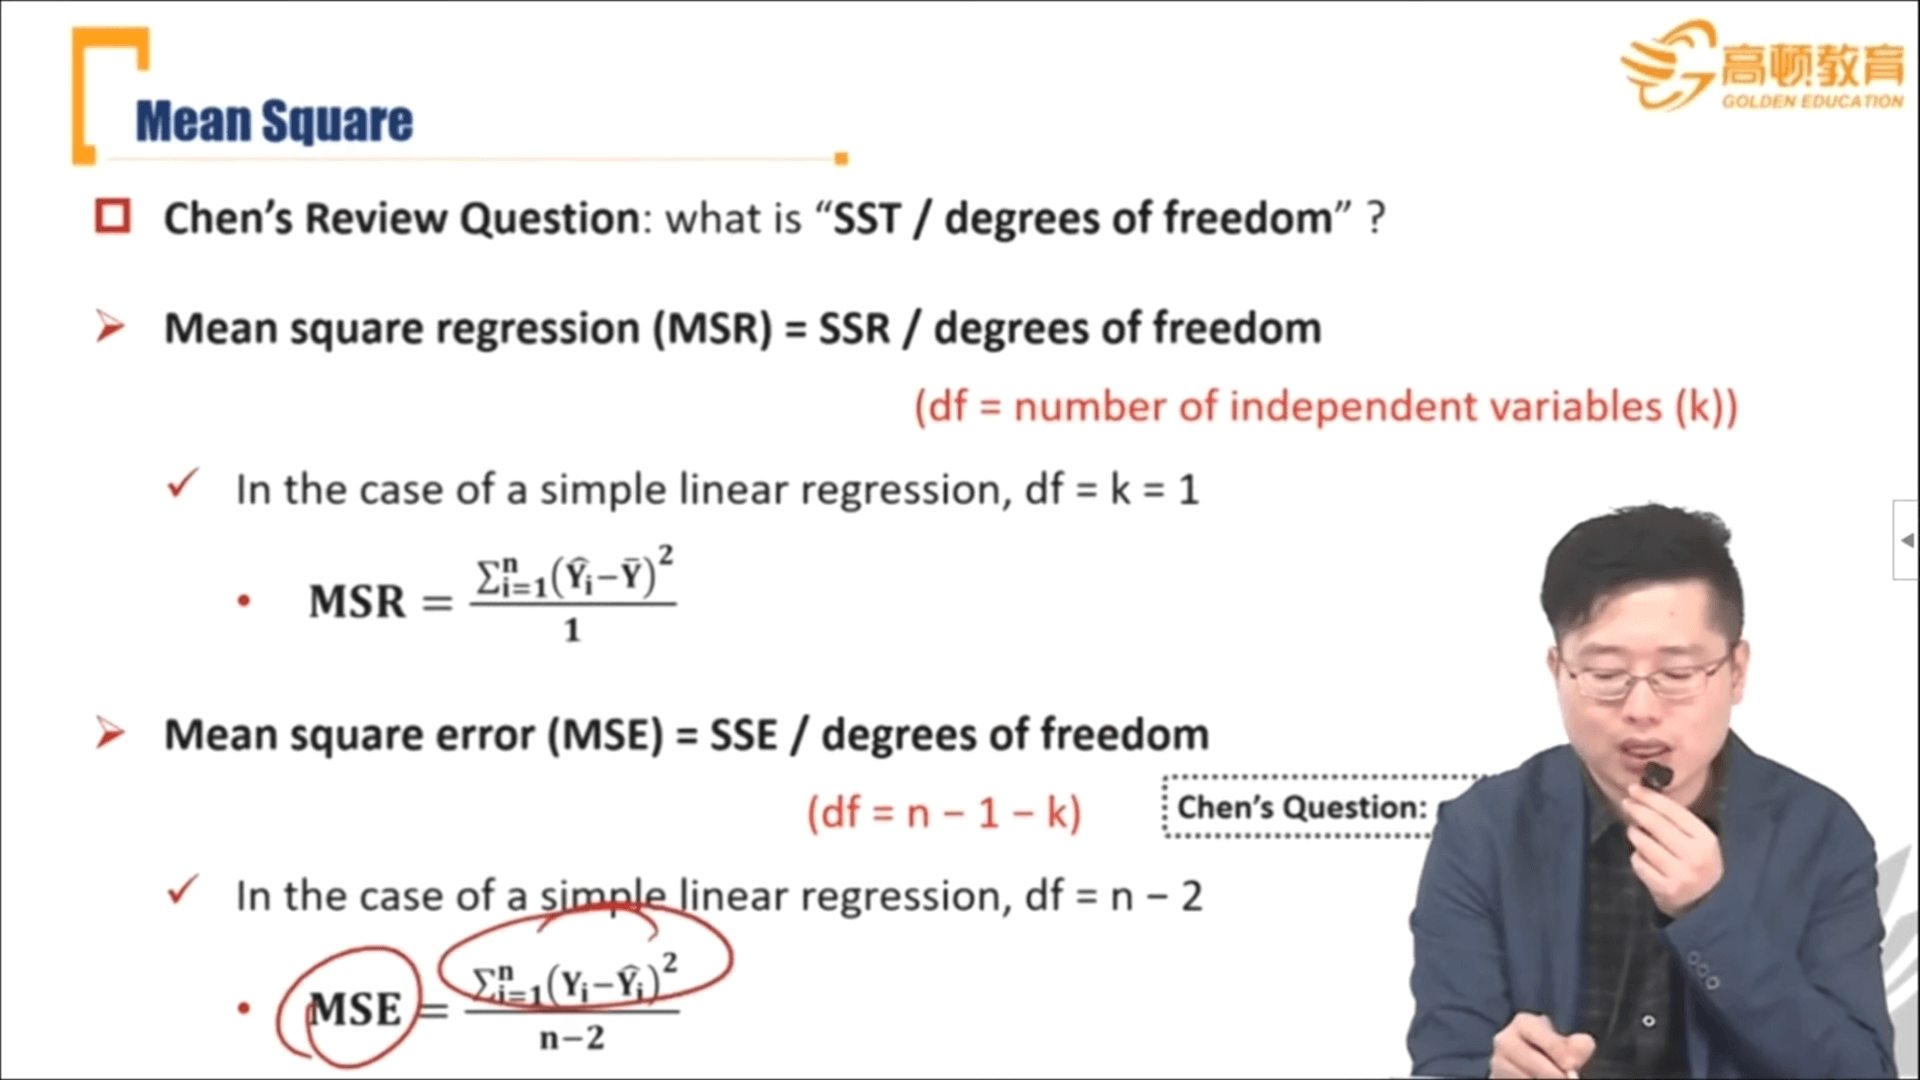 高顿教育
GOLDEN EDUCATION
Mean Square
Chen’s Review Question: what is “SST / degrees of freedom” ?
Mean square regression (MSR) = SSR / degrees of freedom
(df = number of independent variables (k))
In the case of a simple linear regression, df = k = 1
MSR = \frac{\sum_{i=1}^{n}(\hat{Y}_i-\bar{Y})^2}{1}
Mean square error (MSE) = SSE / degrees of freedom
(df = n − 1 − k)
Chen’s Question:
In the case of a simple linear regression, df = n − 2
MSE = \frac{\sum_{i=1}^{n}(Y_i-\hat{Y}_i)^2}{n-2}